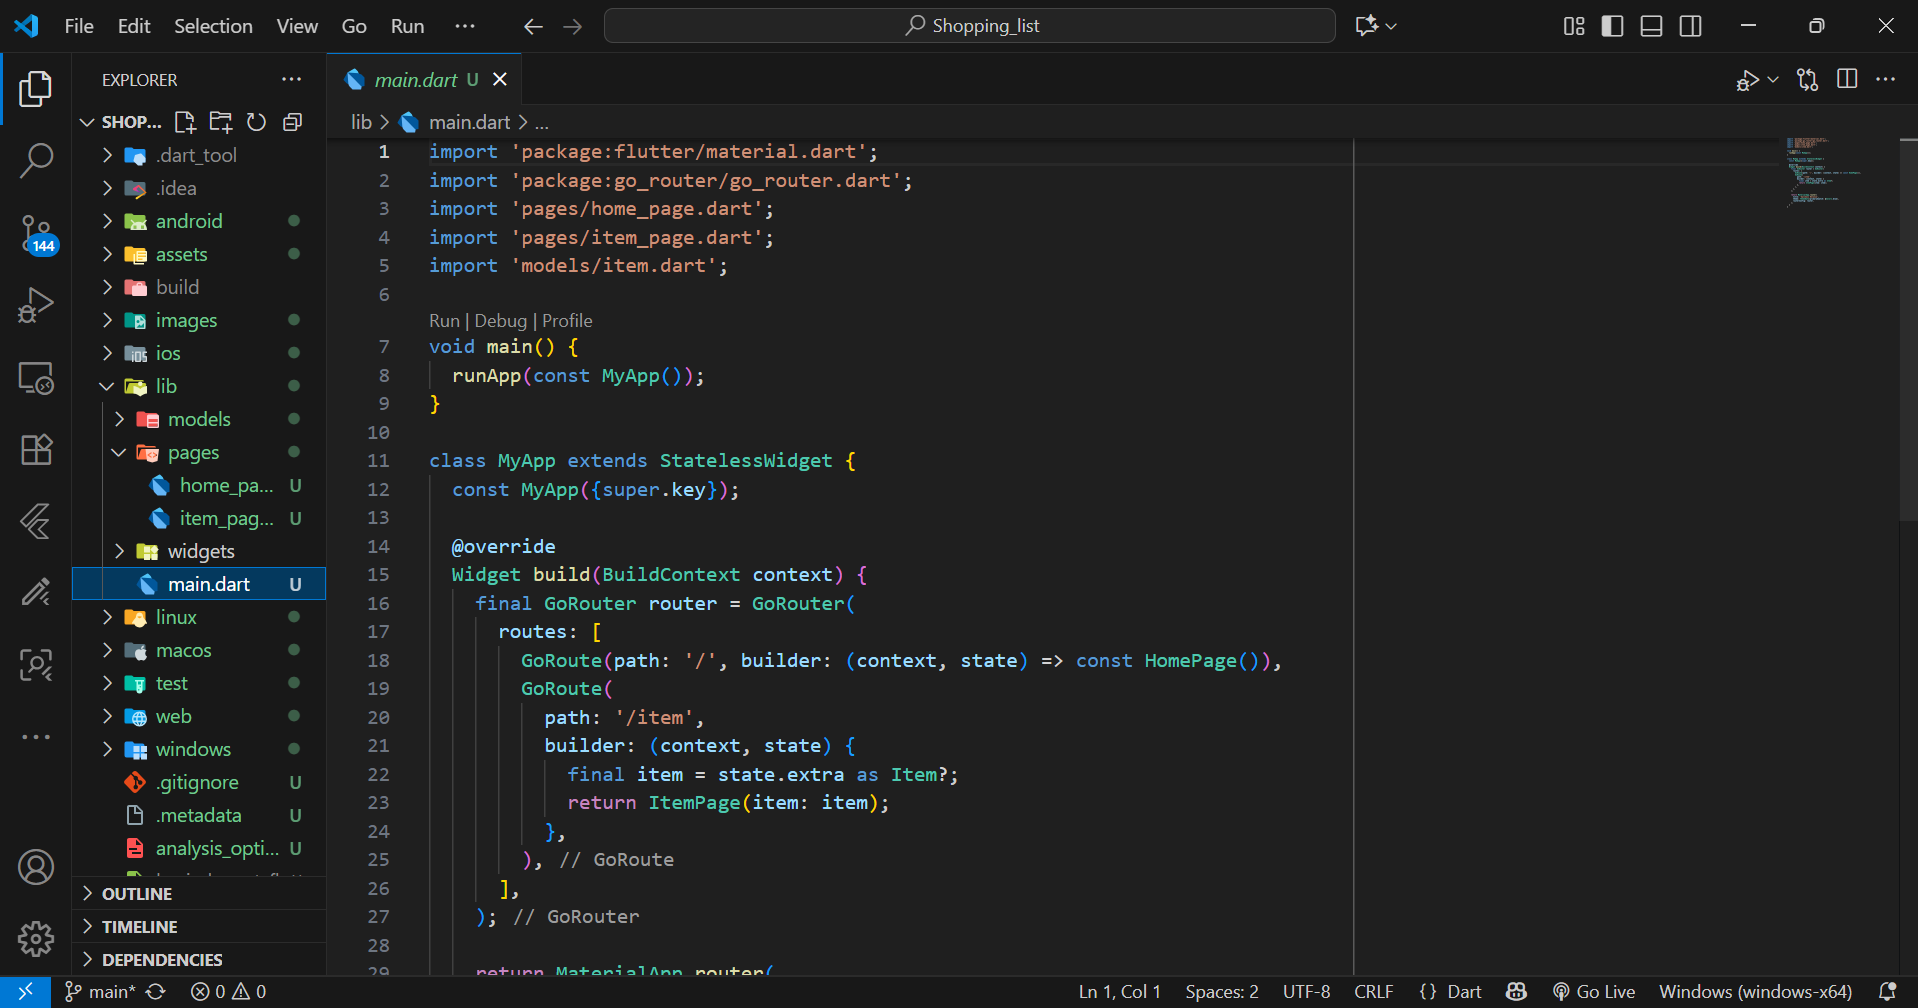 File Edit Selection View Go Run ... Shopping_list
EXPLORER ...
SHOP...
.dart_tool
.idea
android
assets
build
images
ios
lib
models
pages
home_pa... U
item_pag... U
widgets
main.dart U
linux
macos
test
web
windows
.gitignore U
.metadata U
analysis_opti... U
OUTLINE
TIMELINE
DEPENDENCIES
144
main.dart U
lib > main.dart > ...
1 import 'package:flutter/material.dart';
2 import 'package:go_router/go_router.dart';
3 import 'pages/home_page.dart';
4 import 'pages/item_page.dart';
5 import 'models/item.dart';
6
Run | Debug | Profile
7 void main() {
8 runApp(const MyApp());
9 }
10
11 class MyApp extends StatelessWidget {
12 const MyApp({super.key});
13
14 @override
15 Widget build(BuildContext context) {
16 final GoRouter router = GoRouter(
17 routes: [
18 GoRoute(path: '/', builder: (context, state) => const HomePage()),
19 GoRoute(
20 path: '/item',
21 builder: (context, state) {
22 final item = state.extra as Item?;
23 return ItemPage(item: item);
24 },
25 ), // GoRoute
26 ],
27 ); // GoRouter
28
29 return MaterialApp.router(
main* 0 0 Ln 1, Col 1 Spaces: 2 UTF-8 CRLF {} Dart Go Live Windows (windows-x64)